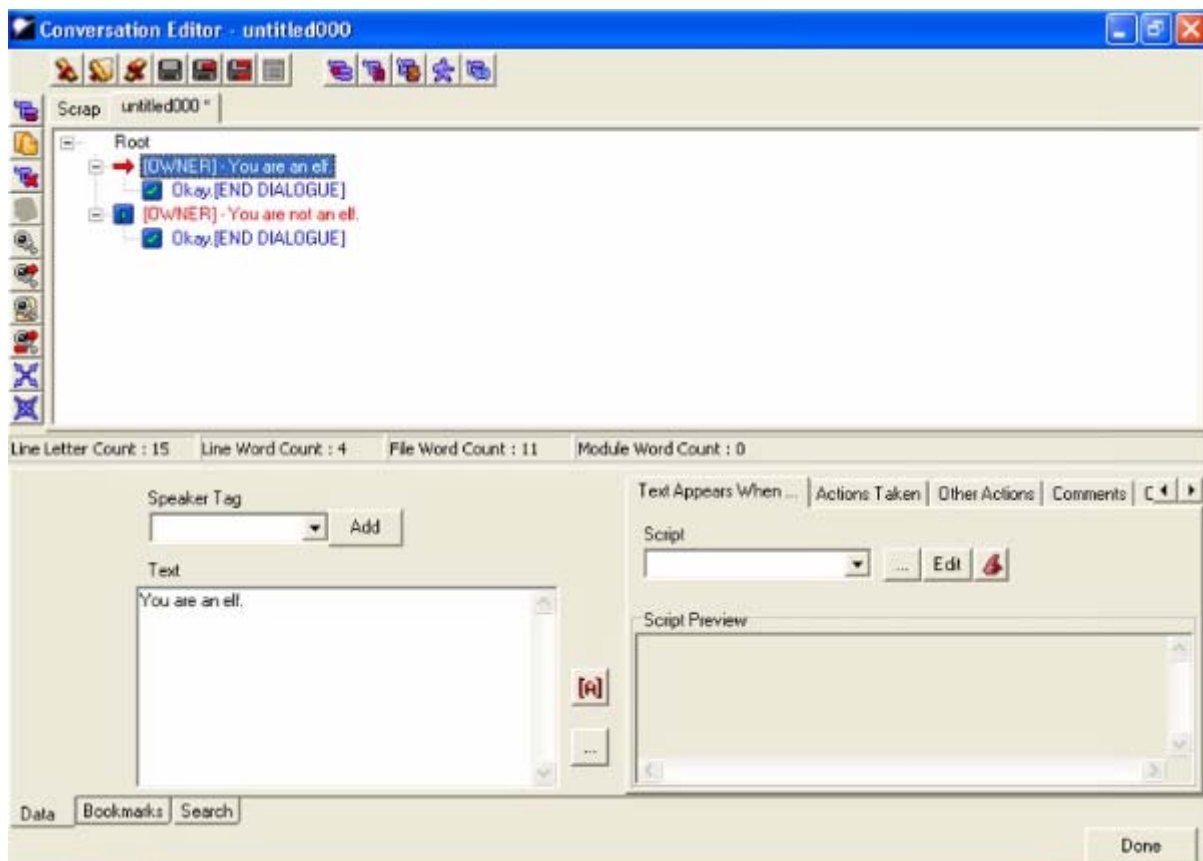 Conversation Editor - untitled000
Scrap untitled000 *
Root
[OWNER] - You are an elf.
Okay.[END DIALOGUE]
[OWNER] - You are not an elf.
Okay.[END DIALOGUE]
Line Letter Count : 15 Line Word Count : 4 File Word Count : 11 Module Word Count : 0
Speaker Tag
Add
Text
You are an elf.
[A]
...
Text Appears When ... Actions Taken Other Actions Comments
Script
... Edit
Script Preview
Data Bookmarks Search
Done